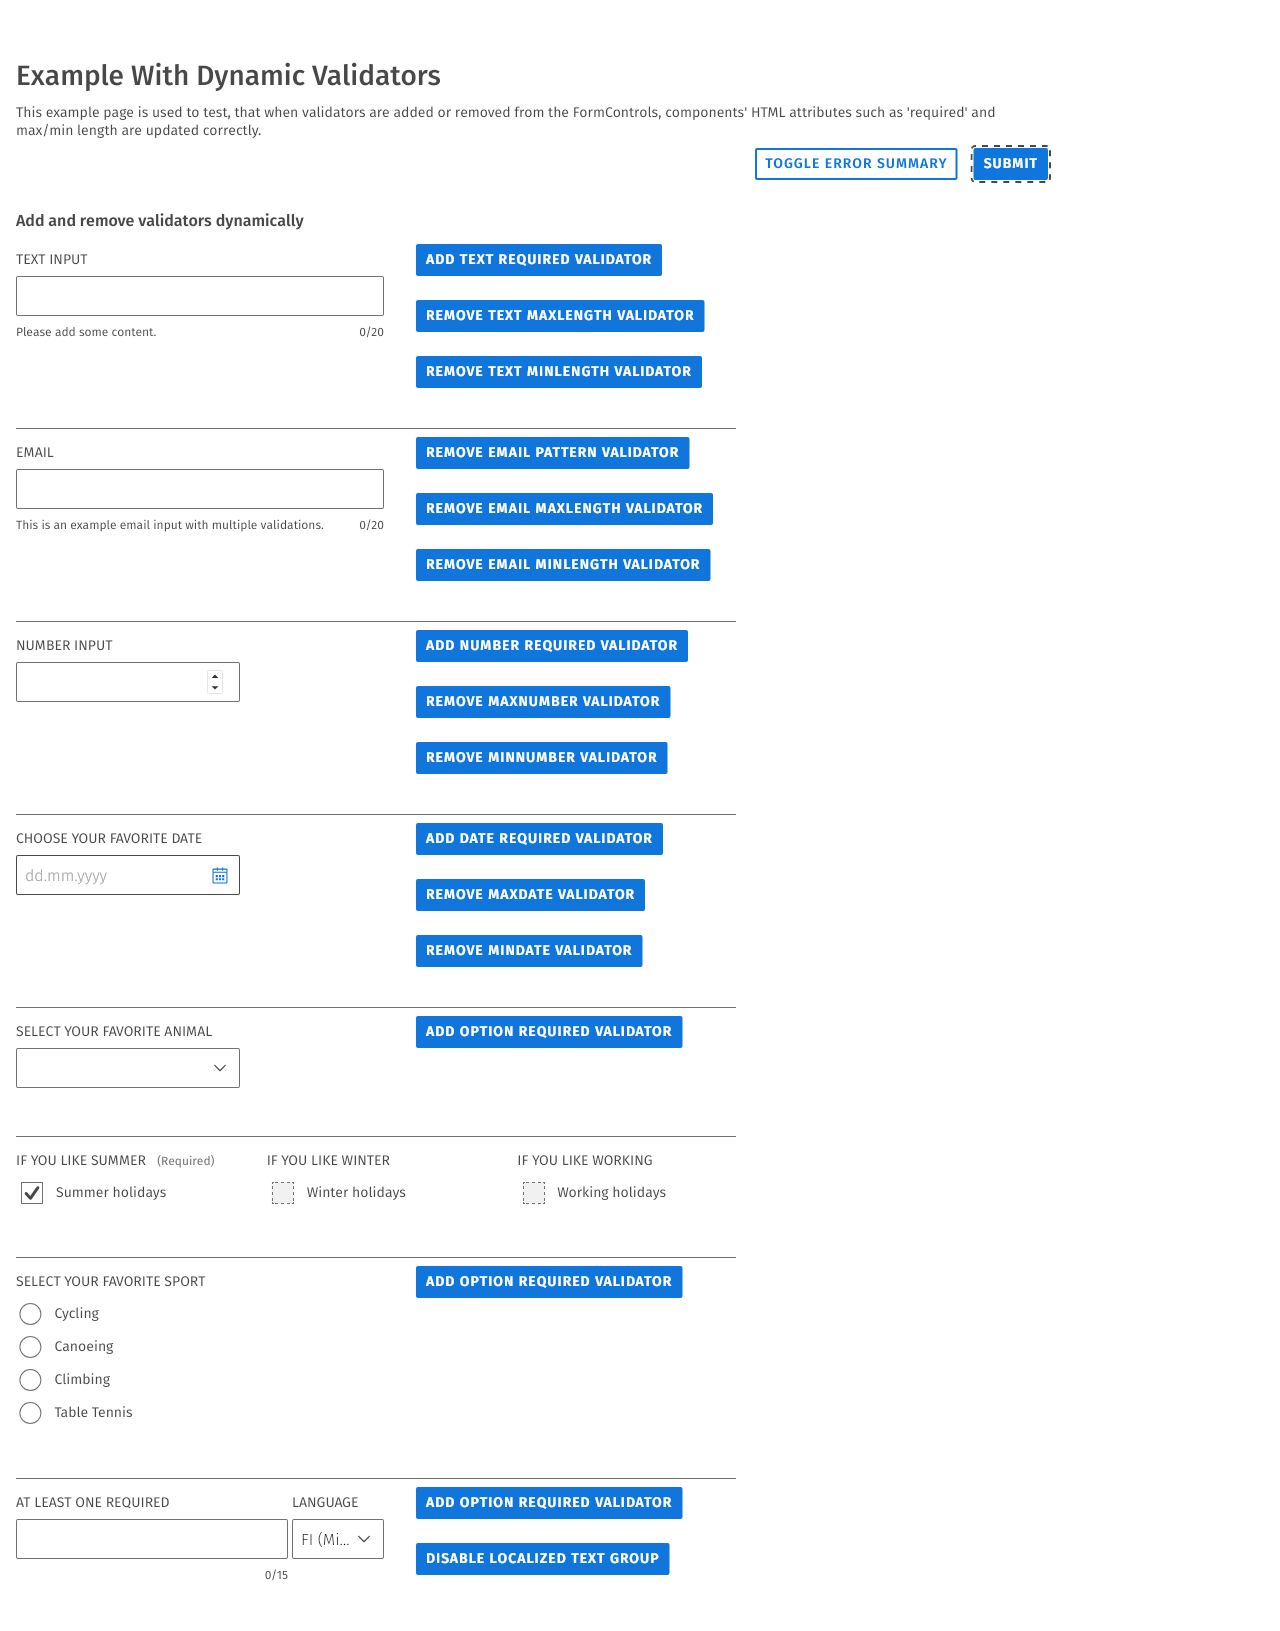 Example With Dynamic Validators
This example page is used to test, that when validators are added or removed from the FormControls, components' HTML attributes such as 'required' and
max/min length are updated correctly.
TOGGLE ERROR SUMMARY
SUBMIT
Add and remove validators dynamically
TEXT INPUT
Please add some content.
0/20
ADD TEXT REQUIRED VALIDATOR
REMOVE TEXT MAXLENGTH VALIDATOR
REMOVE TEXT MINLENGTH VALIDATOR
EMAIL
This is an example email input with multiple validations.
0/20
REMOVE EMAIL PATTERN VALIDATOR
REMOVE EMAIL MAXLENGTH VALIDATOR
REMOVE EMAIL MINLENGTH VALIDATOR
NUMBER INPUT
ADD NUMBER REQUIRED VALIDATOR
REMOVE MAXNUMBER VALIDATOR
REMOVE MINNUMBER VALIDATOR
CHOOSE YOUR FAVORITE DATE
dd.mm.yyyy
ADD DATE REQUIRED VALIDATOR
REMOVE MAXDATE VALIDATOR
REMOVE MINDATE VALIDATOR
SELECT YOUR FAVORITE ANIMAL
ADD OPTION REQUIRED VALIDATOR
IF YOU LIKE SUMMER (Required)
Summer holidays
IF YOU LIKE WINTER
Winter holidays
IF YOU LIKE WORKING
Working holidays
SELECT YOUR FAVORITE SPORT
Cycling
Canoeing
Climbing
Table Tennis
ADD OPTION REQUIRED VALIDATOR
AT LEAST ONE REQUIRED
0/15
LANGUAGE
FI (Mi...
ADD OPTION REQUIRED VALIDATOR
DISABLE LOCALIZED TEXT GROUP